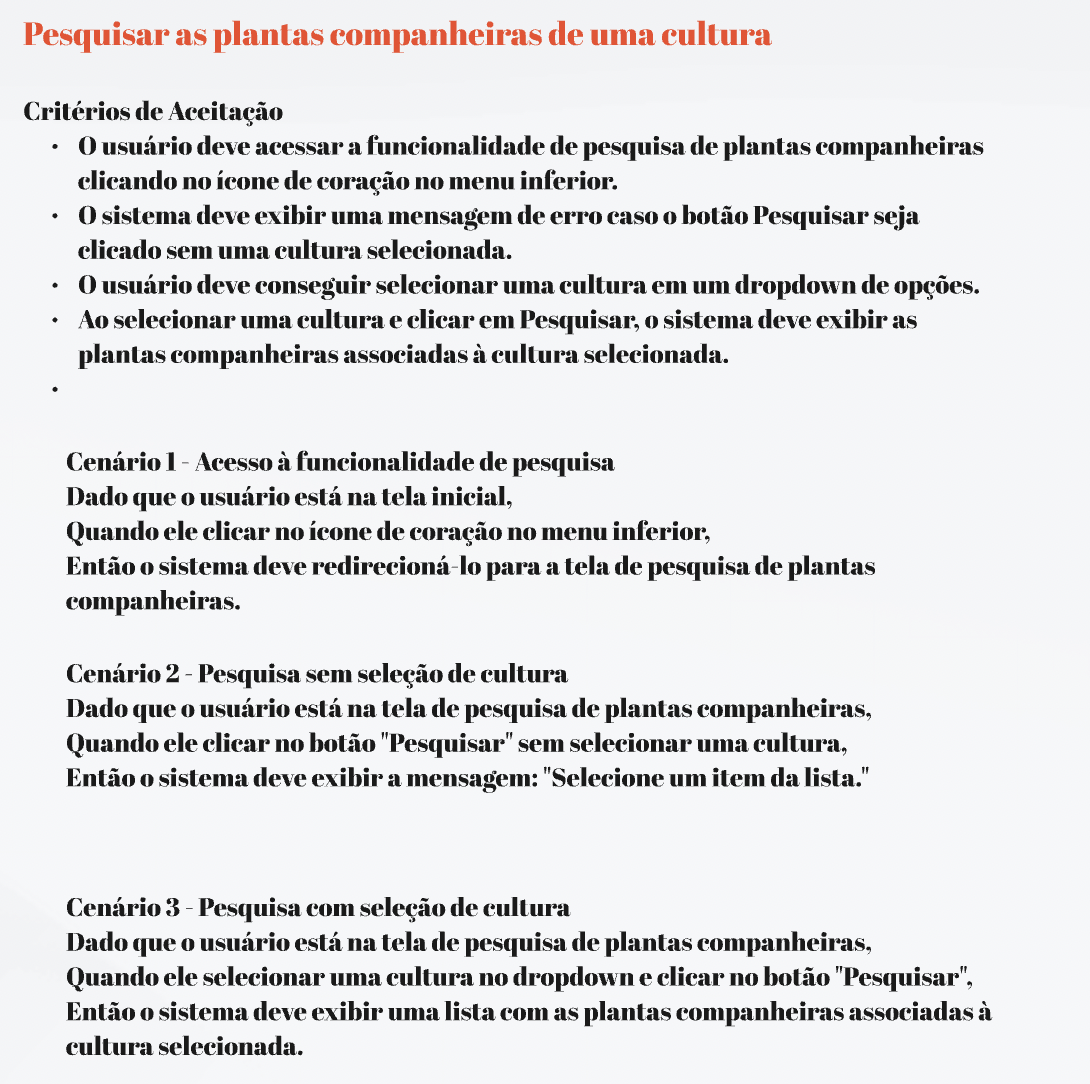 Pesquisar as plantas companheiras de uma cultura
Critérios de Aceitação
• O usuário deve acessar a funcionalidade de pesquisa de plantas companheiras
clicando no ícone de coração no menu inferior.
• O sistema deve exibir uma mensagem de erro caso o botão Pesquisar seja
clicado sem uma cultura selecionada.
• O usuário deve conseguir selecionar uma cultura em um dropdown de opções.
• Ao selecionar uma cultura e clicar em Pesquisar, o sistema deve exibir as
plantas companheiras associadas à cultura selecionada.
•
Cenário 1 - Acesso à funcionalidade de pesquisa
Dado que o usuário está na tela inicial,
Quando ele clicar no ícone de coração no menu inferior,
Então o sistema deve redirecioná-lo para a tela de pesquisa de plantas
companheiras.
Cenário 2 - Pesquisa sem seleção de cultura
Dado que o usuário está na tela de pesquisa de plantas companheiras,
Quando ele clicar no botão "Pesquisar" sem selecionar uma cultura,
Então o sistema deve exibir a mensagem: "Selecione um item da lista."
Cenário 3 - Pesquisa com seleção de cultura
Dado que o usuário está na tela de pesquisa de plantas companheiras,
Quando ele selecionar uma cultura no dropdown e clicar no botão "Pesquisar",
Então o sistema deve exibir uma lista com as plantas companheiras associadas à
cultura selecionada.